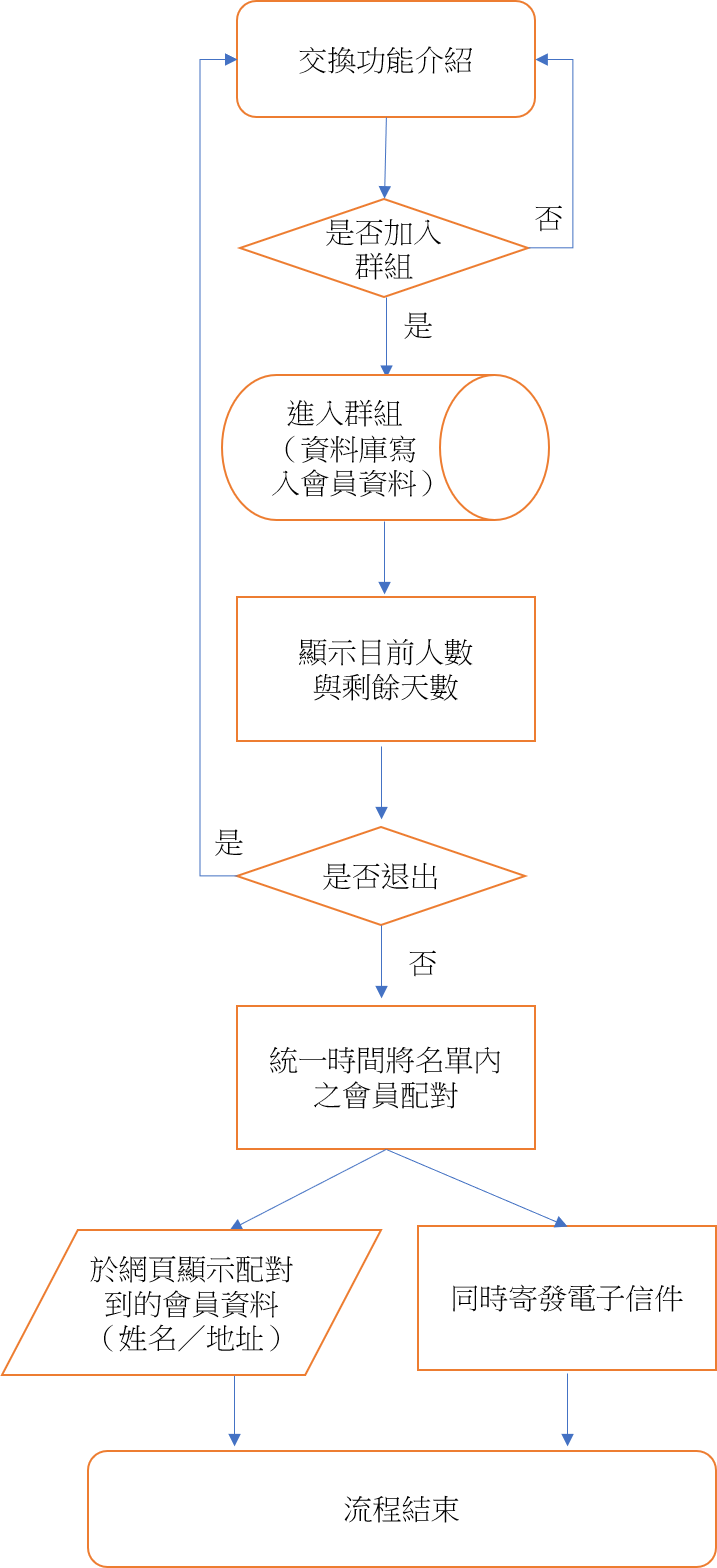 交換功能介紹
是否加入
群組
否
是
進入群組
（資料庫寫
入會員資料）
顯示目前人數
與剩餘天數
是
是否退出
否
統一時間將名單內
之會員配對
於網頁顯示配對
到的會員資料
（姓名／地址）
同時寄發電子信件
流程結束